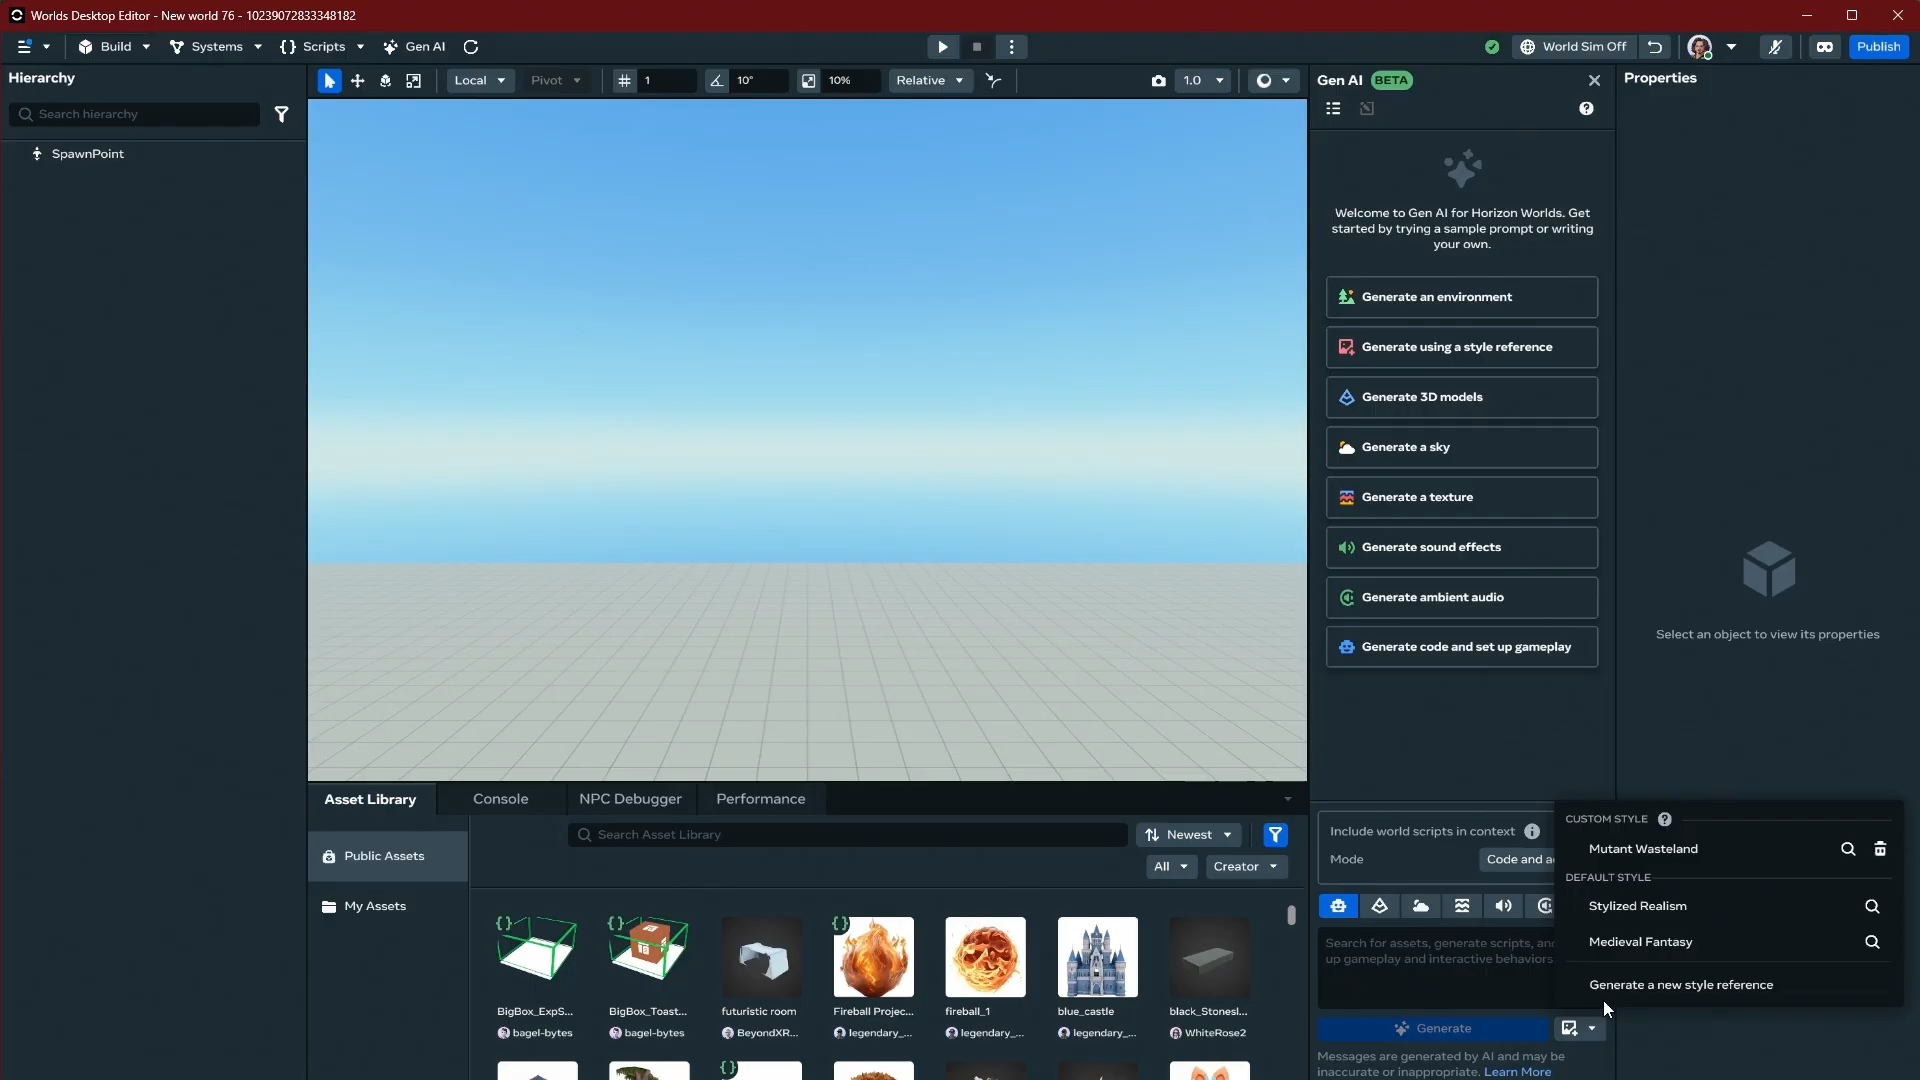 Worlds Desktop Editor - New world 76 - 10239072833348182
Build
Systems
Scripts
Gen AI
World Sim Off
Publish
Hierarchy
Search hierarchy
SpawnPoint
Local
Pivot
1
10°
10%
Relative
1.0
Gen AI BETA
Welcome to Gen AI for Horizon Worlds. Get
started by trying a sample prompt or writing
your own.
Generate an environment
Generate using a style reference
Generate 3D models
Generate a sky
Generate a texture
Generate sound effects
Generate ambient audio
Generate code and set up gameplay
Include world scripts in context
Mode
Code and a
Search for assets, generate scripts, an
up gameplay and interactive behaviors
Generate
Messages are generated by AI and may be
inaccurate or inappropriate. Learn More
CUSTOM STYLE
Mutant Wasteland
DEFAULT STYLE
Stylized Realism
Medieval Fantasy
Generate a new style reference
Properties
Select an object to view its properties
Asset Library
Console
NPC Debugger
Performance
Public Assets
My Assets
Search Asset Library
Newest
All
Creator
BigBox_ExpS...
bagel-bytes
BigBox_Toast...
bagel-bytes
futuristic room
BeyondXR...
Fireball Projec...
legendary_...
fireball_1
legendary_...
blue_castle
legendary_...
black_Stonesl...
WhiteRose2